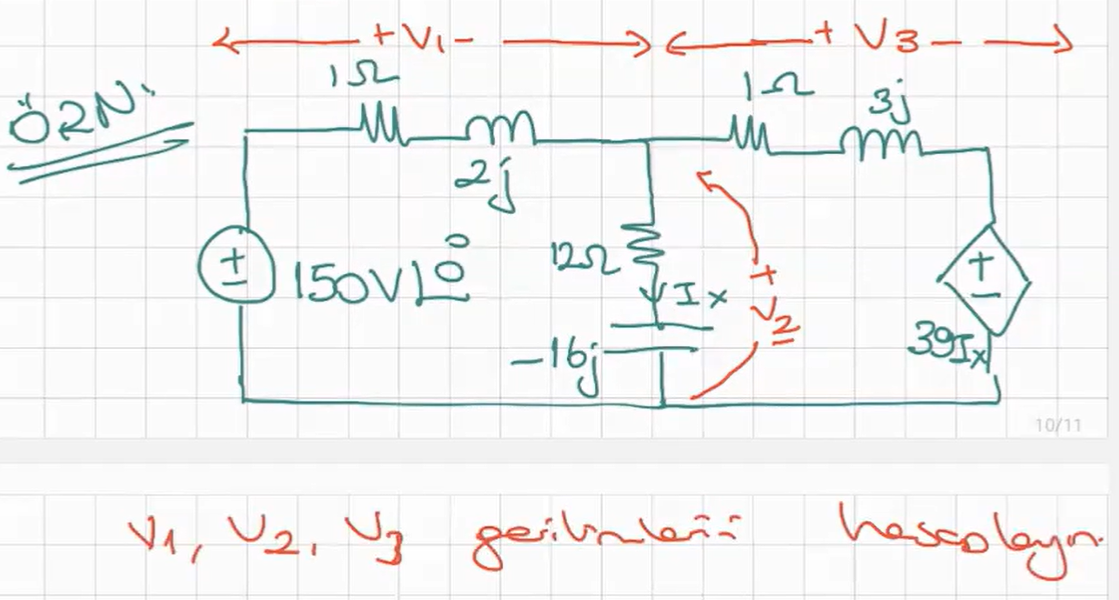 + V1 -
+ V3 -
ÖRN:
1Ω
2j
1Ω
3j
+
-
150V∠0°
12Ω
Ix
-16j
+
V2
-
+
-
39Ix
10/11
V1, V2, V3 gerilimlerini hesaplayın.